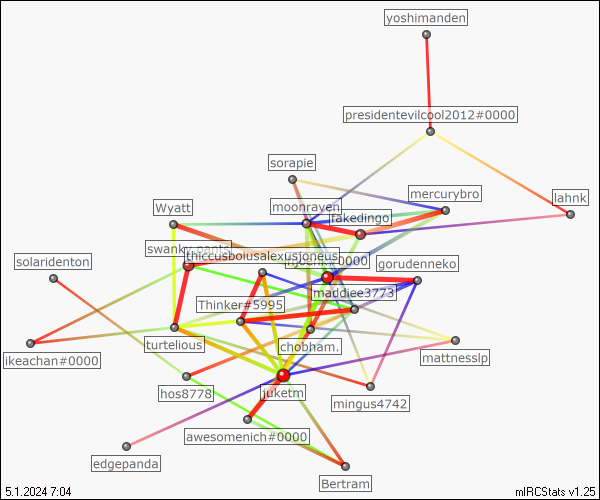 yoshimanden
presidentevilcool2012#0000
sorapie
mercurybro
lahnk
moonraven
Wyatt
fakedingo
swanky.pants
thiccusboiusalexusjoneus
#0000
solaridenton
gorudenneko
maddiee3773
Thinker#5995
turtelious
chobham.
ikeachan#0000
mattnesslp
hos8778
juketm
mingus4742
awesomenich#0000
edgepanda
Bertram
5.1.2024 7:04
mIRCStats v1.25